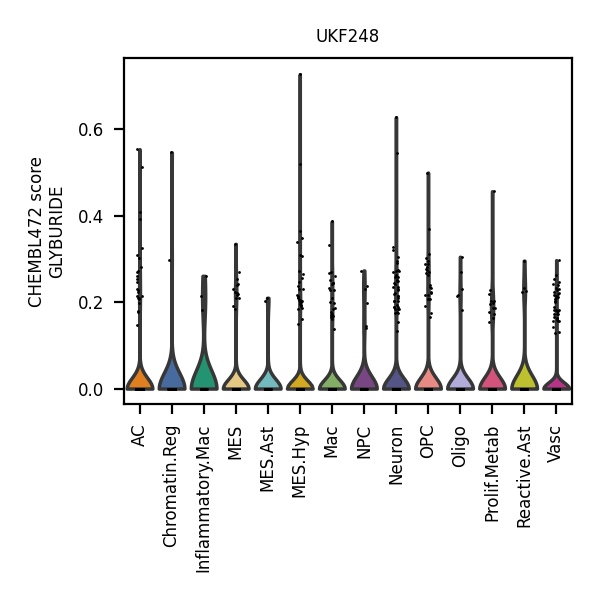 UKF248
CHEMBL472 score
GLYBURIDE
0.6
0.4
0.2
0.0
AC
Chromatin.Reg
Inflammatory.Mac
MES
MES.Ast
MES.Hyp
Mac
NPC
Neuron
OPC
Oligo
Prolif.Metab
Reactive.Ast
Vasc